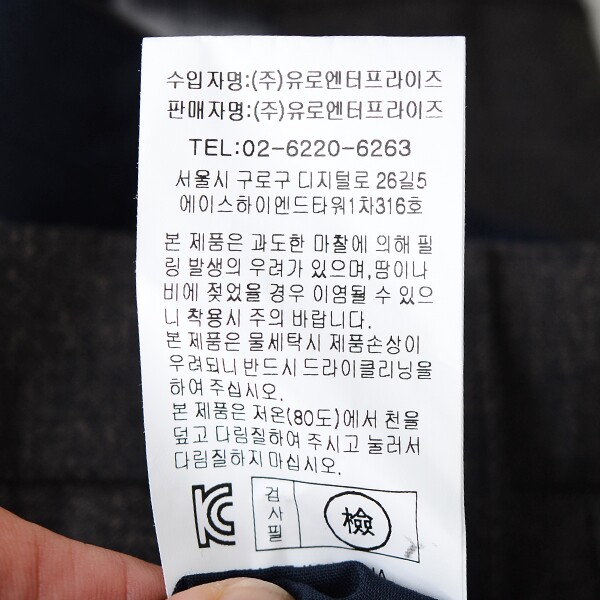 수입자명:(주)유로엔터프라이즈
판매자명:(주)유로엔터프라이즈
TEL:02-6220-6263
서울시 구로구 디지털로 26길5
에이스하이엔드타워1차316호
본 제품은 과도한 마찰에 의해 필
링 발생의 우려가 있으며,땀이나
비에 젖었을 경우 이염될 수 있으
니 착용시 주의 바랍니다.
본 제품은 물세탁시 제품손상이
우려되니 반드시 드라이클리닝을
하여 주십시오.
본 제품은 저온(80도)에서 천을
덮고 다림질하여 주시고 눌러서
다림질하지 마십시오.
KC
검사필
檢